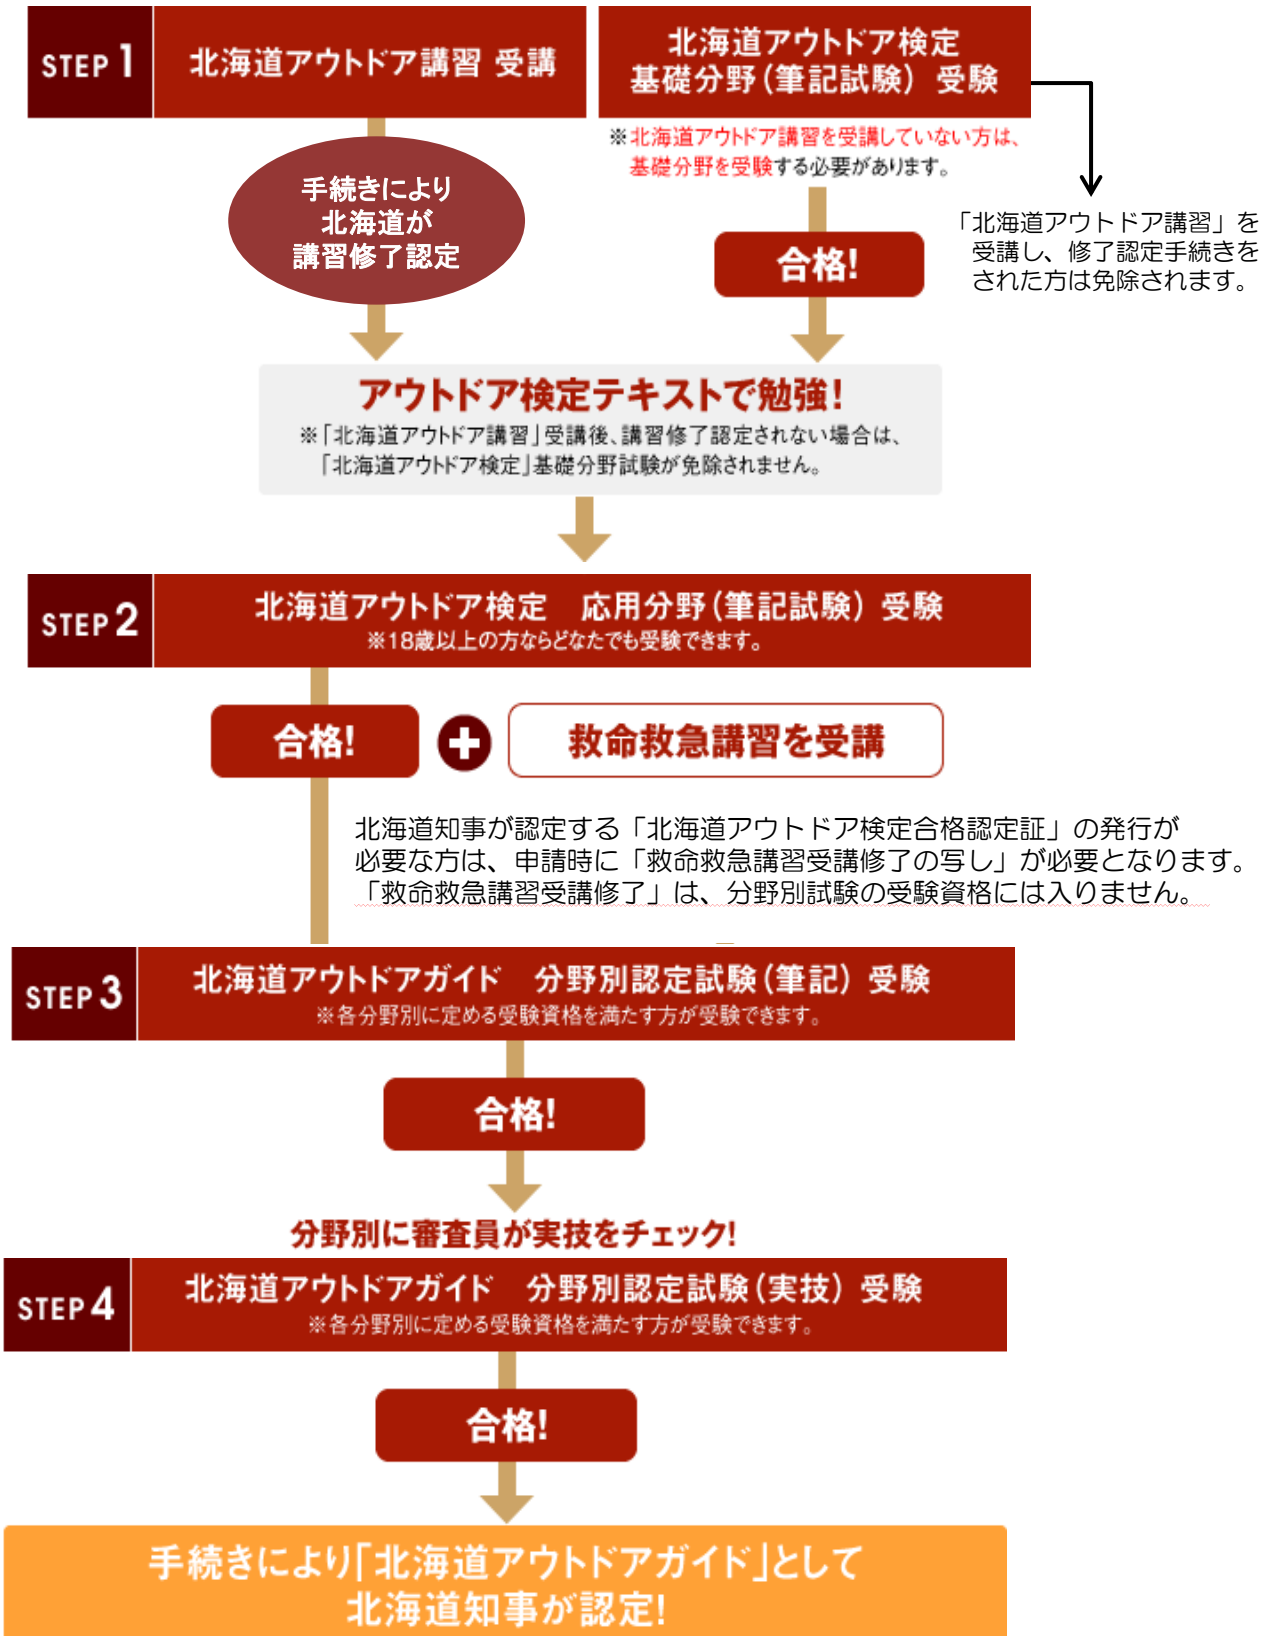 STEP 1
北海道アウトドア講習 受講
北海道アウトドア検定
基礎分野(筆記試験) 受験
※北海道アウトドア講習を受講していない方は、
基礎分野を受験する必要があります。
手続きにより
北海道が
講習修了認定
合格!
「北海道アウトドア講習」を
受講し、修了認定手続きを
された方は免除されます。
アウトドア検定テキストで勉強!
※「北海道アウトドア講習」受講後、講習修了認定されない場合は、
「北海道アウトドア検定」基礎分野試験が免除されません。
STEP 2
北海道アウトドア検定 応用分野(筆記試験) 受験
※18歳以上の方ならどなたでも受験できます。
合格!
救命救急講習を受講
北海道知事が認定する「北海道アウトドア検定合格認定証」の発行が
必要な方は、申請時に「救命救急講習受講修了の写し」が必要となります。
「救命救急講習受講修了」は、分野別試験の受験資格には入りません。
STEP 3
北海道アウトドアガイド 分野別認定試験(筆記) 受験
※各分野別に定める受験資格を満たす方が受験できます。
合格!
分野別に審査員が実技をチェック!
STEP 4
北海道アウトドアガイド 分野別認定試験(実技) 受験
※各分野別に定める受験資格を満たす方が受験できます。
合格!
手続きにより「北海道アウトドアガイド」として
北海道知事が認定!